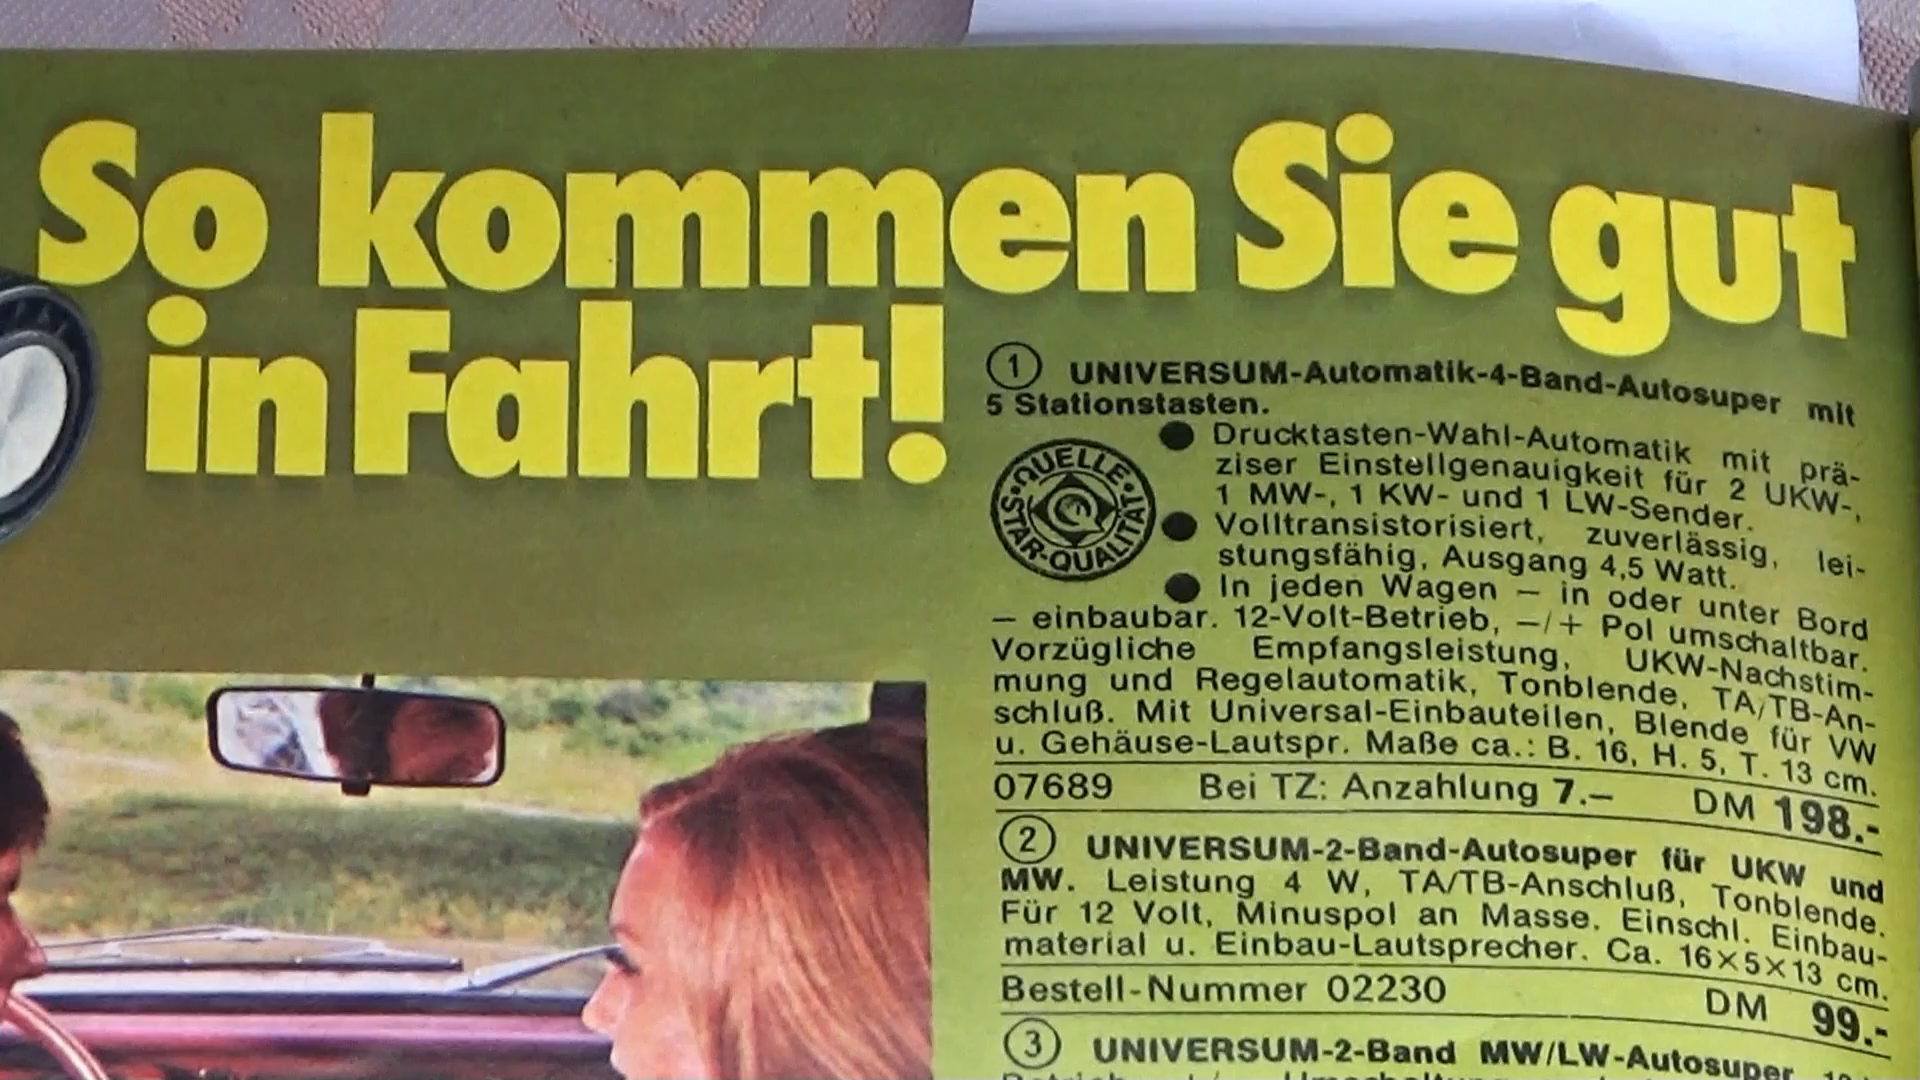 So kommen Sie gut
in Fahrt!
1 UNIVERSUM-Automatik-4-Band-Autosuper mit
5 Stationstasten.
● Drucktasten-Wahl-Automatik mit prä-
ziser Einstellgenauigkeit für 2 UKW-,
1 MW-, 1 KW- und 1 LW-Sender.
QUELLE
STAR-QUALITÄT
● Volltransistorisiert, zuverlässig, lei-
stungsfähig, Ausgang 4,5 Watt.
● In jeden Wagen – in oder unter Bord
– einbaubar. 12-Volt-Betrieb, –/+ Pol umschaltbar.
Vorzügliche Empfangsleistung, UKW-Nachstim-
mung und Regelautomatik, Tonblende, TA/TB-An-
schluß. Mit Universal-Einbauteilen, Blende für VW
u. Gehäuse-Lautspr. Maße ca.: B. 16, H. 5, T. 13 cm.
07689 Bei TZ: Anzahlung 7.– DM 198.-
2 UNIVERSUM-2-Band-Autosuper für UKW und
MW. Leistung 4 W, TA/TB-Anschluß, Tonblende.
Für 12 Volt, Minuspol an Masse. Einschl. Einbau-
material u. Einbau-Lautsprecher. Ca. 16×5×13 cm.
Bestell-Nummer 02230 DM 99.-
3 UNIVERSUM-2-Band MW/LW-Autosuper